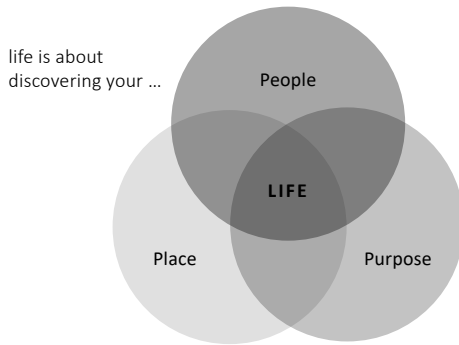 life is about
discovering your …
People
LIFE
Place
Purpose